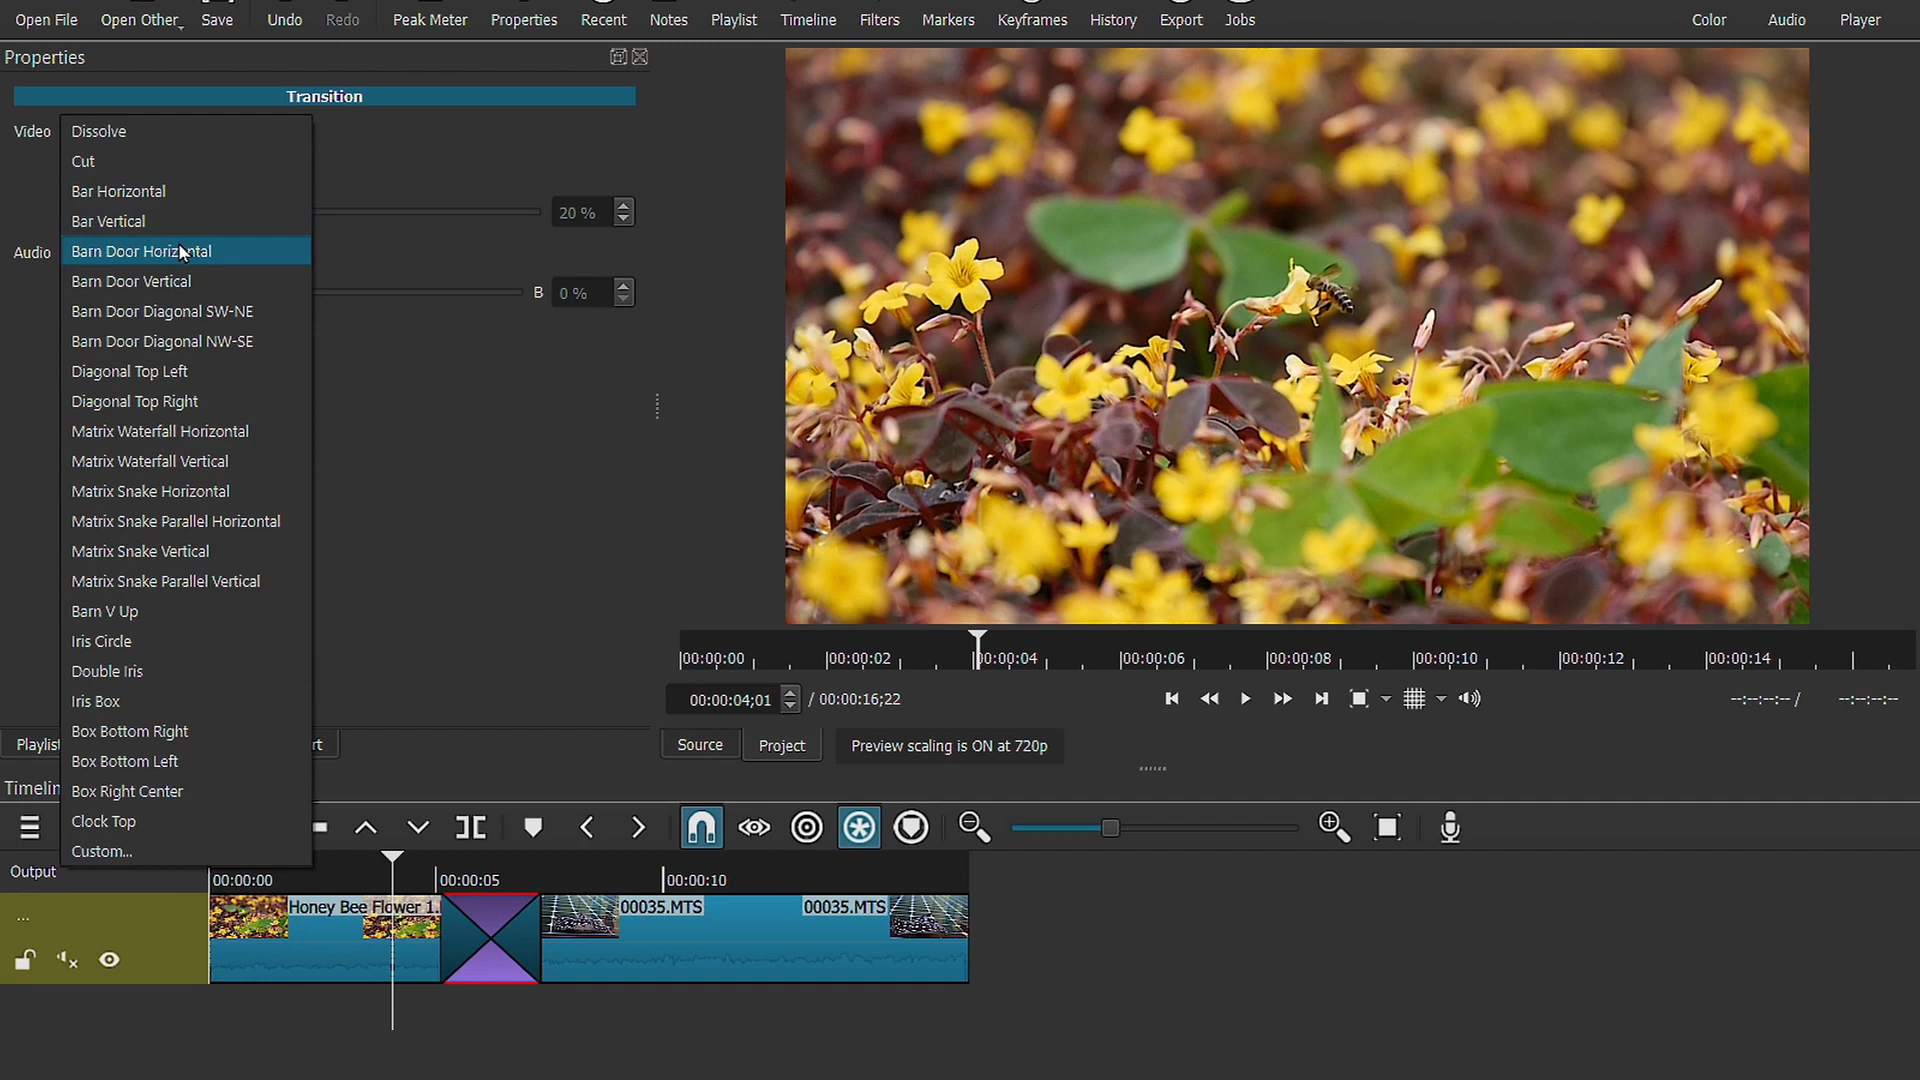 Open File Open Other Save Undo Redo Peak Meter Properties Recent Notes Playlist Timeline Filters Markers Keyframes History Export Jobs Color Audio Player
Properties
Transition
Video
Dissolve
Cut
Bar Horizontal
20 %
Bar Vertical
Audio
Barn Door Horizontal
Barn Door Vertical
B 0 %
Barn Door Diagonal SW-NE
Barn Door Diagonal NW-SE
Diagonal Top Left
Diagonal Top Right
Matrix Waterfall Horizontal
Matrix Waterfall Vertical
Matrix Snake Horizontal
Matrix Snake Parallel Horizontal
Matrix Snake Vertical
Matrix Snake Parallel Vertical
Barn V Up
Iris Circle
Double Iris
Iris Box
Box Bottom Right
Box Bottom Left
Box Right Center
Clock Top
Custom...
00:00:00 00:00:02 00:00:04 00:00:06 00:00:08 00:00:10 00:00:12 00:00:14
00:00:04;01 / 00:00:16;22 --:--:--:-- / --:--:--:--
Playlist rt
Source Project Preview scaling is ON at 720p
Timelin
Output
00:00:00 00:00:05 00:00:10
... Honey Bee Flower 1. 00035.MTS 00035.MTS